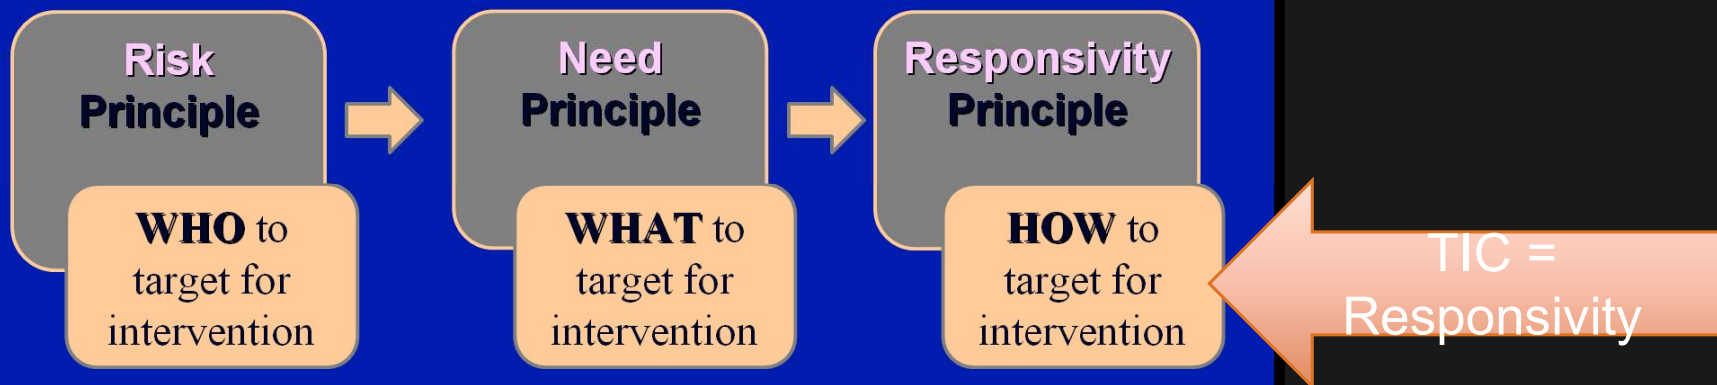 Risk
Principle
WHO to
target for
intervention
Need
Principle
WHAT to
target for
intervention
Responsivity
Principle
HOW to
target for
intervention
TIC =
Responsivity